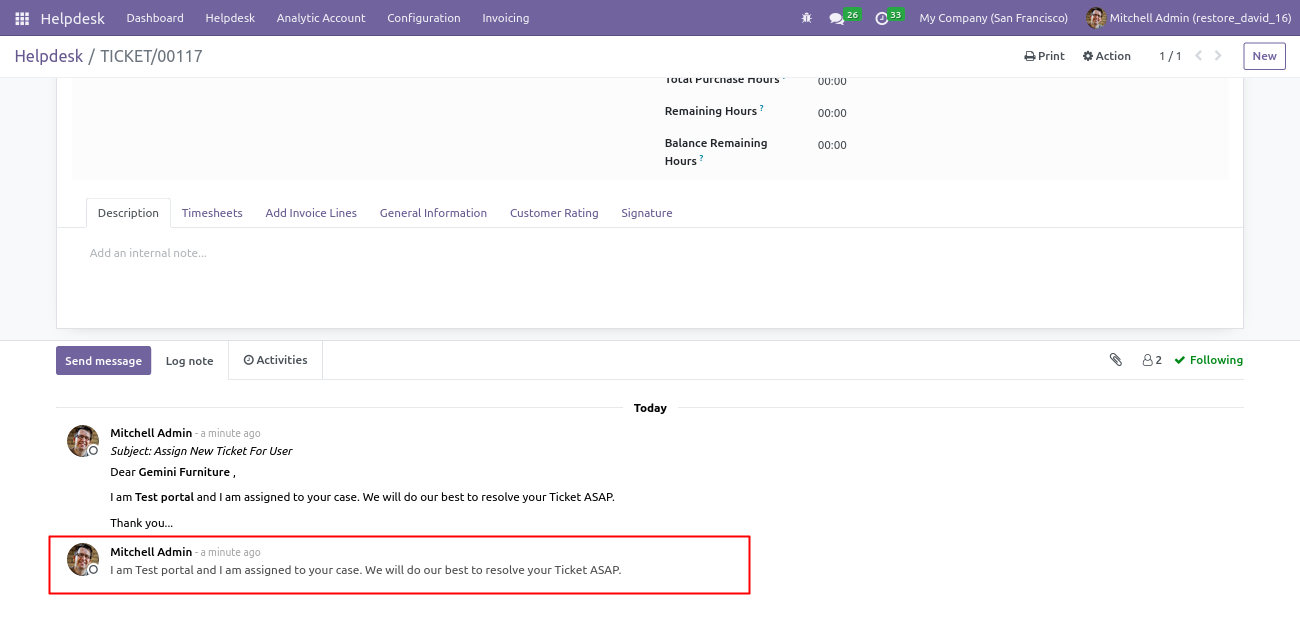 Helpdesk Dashboard Helpdesk Analytic Account Configuration Invoicing 26 33 My Company (San Francisco) Mitchell Admin (restore_david_16)
Helpdesk / TICKET/00117 Print Action 1 / 1 New
Total Purchase Hours ? 00:00
Remaining Hours ? 00:00
Balance Remaining 00:00
Hours ?
Description Timesheets Add Invoice Lines General Information Customer Rating Signature
Add an internal note...
Send message Log note Activities 2 Following
Today
Mitchell Admin - a minute ago
Subject: Assign New Ticket For User
Dear Gemini Furniture ,
I am Test portal and I am assigned to your case. We will do our best to resolve your Ticket ASAP.
Thank you...
Mitchell Admin - a minute ago
I am Test portal and I am assigned to your case. We will do our best to resolve your Ticket ASAP.